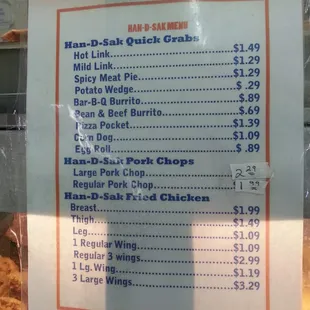 HAN-D-SAK MENU
Han-D-Sak Quick Grabs
Hot Link..................$1.49
Mild Link..................$1.29
Spicy Meat Pie..................$1.29
Potato Wedge..................$ .29
Bar-B-Q Burrito..................$.89
Bean & Beef Burrito..................$.69
Pizza Pocket..................$1.39
Corn Dog..................$1.09
Egg Roll..................$ .89
Han-D-Sak Pork Chops
Large Pork Chop..................2 29
Regular Pork Chop..................
Han-D-Sak Fried Chicken
Breast..................$1.99
Thigh..................$1.49
Leg..................$1.09
1 Regular Wing..................$1.09
Regular 3 wings..................$2.99
1 Lg. Wing..................$1.19
3 Large Wings..................$3.29